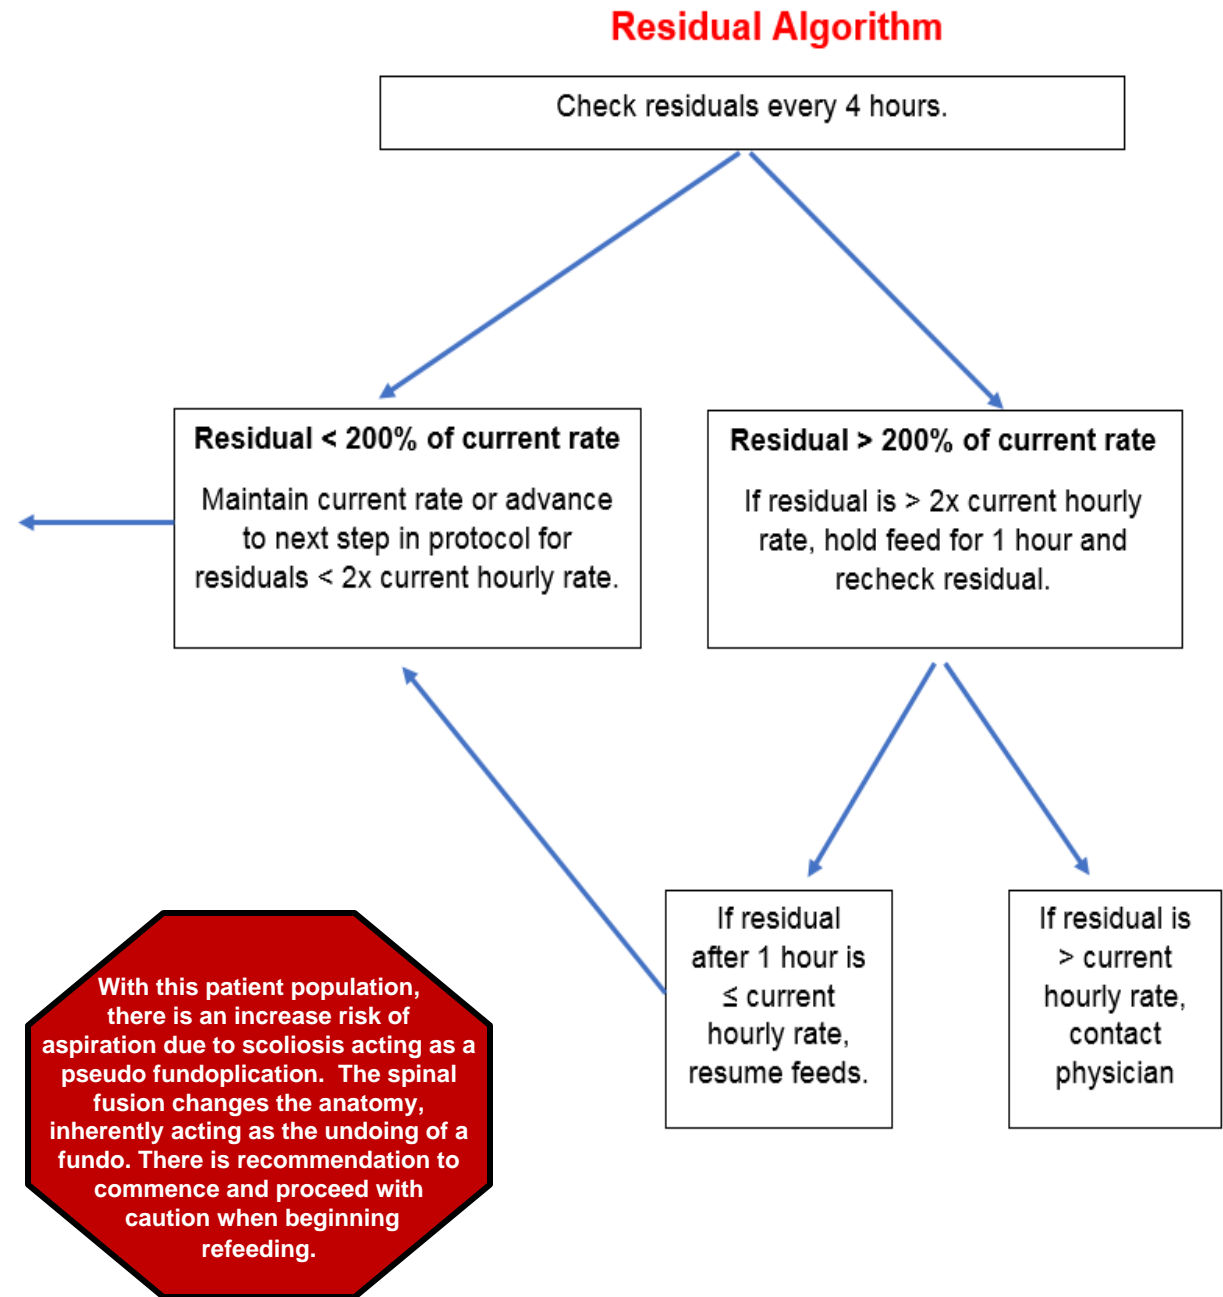 Residual Algorithm
Check residuals every 4 hours.
Residual < 200% of current rate
Maintain current rate or advance
to next step in protocol for
residuals < 2x current hourly rate.
Residual > 200% of current rate
If residual is > 2x current hourly
rate, hold feed for 1 hour and
recheck residual.
If residual
after 1 hour is
≤ current
hourly rate,
resume feeds.
If residual is
> current
hourly rate,
contact
physician
With this patient population,
there is an increase risk of
aspiration due to scoliosis acting as a
pseudo fundoplication.  The spinal
fusion changes the anatomy,
inherently acting as the undoing of a
fundo. There is recommendation to
commence and proceed with
caution when beginning
refeeding.